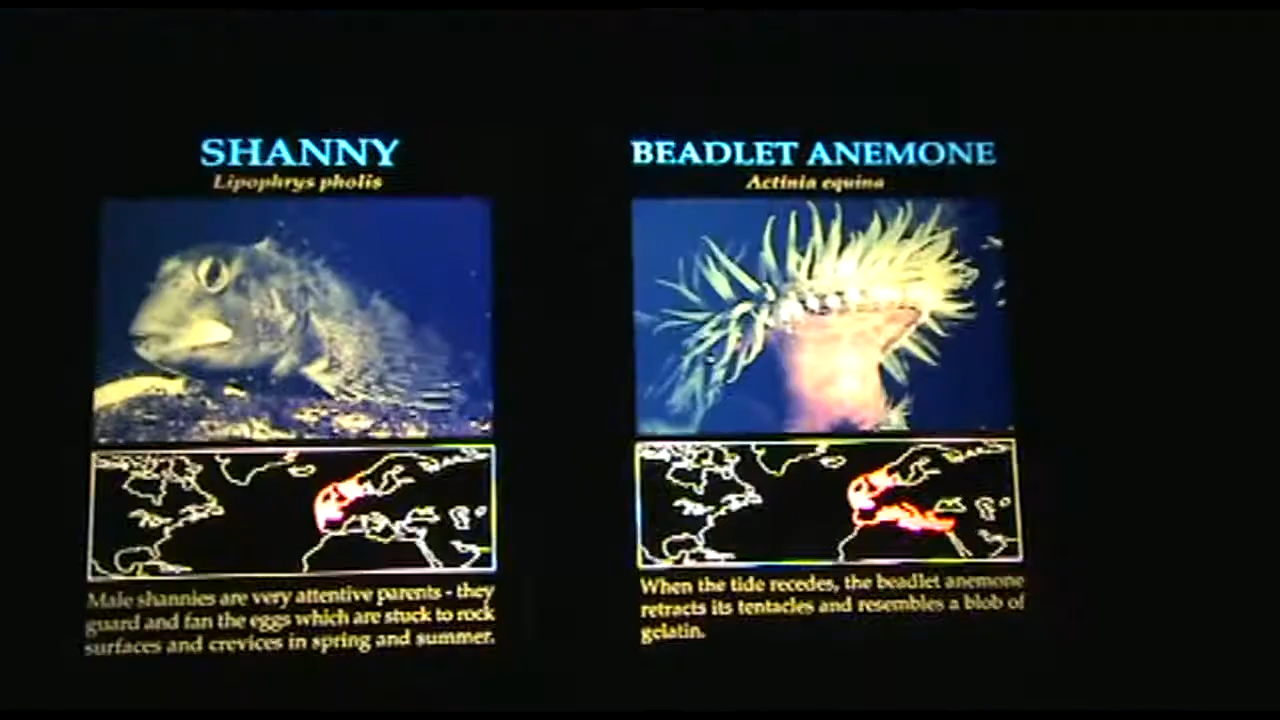 SHANNY
Lipophrys pholis
Male shannies are very attentive parents - they
guard and fan the eggs which are stuck to rock
surfaces and crevices in spring and summer.
BEADLET ANEMONE
Actinia equina
When the tide recedes, the beadlet anemone
retracts its tentacles and resembles a blob of
gelatin.